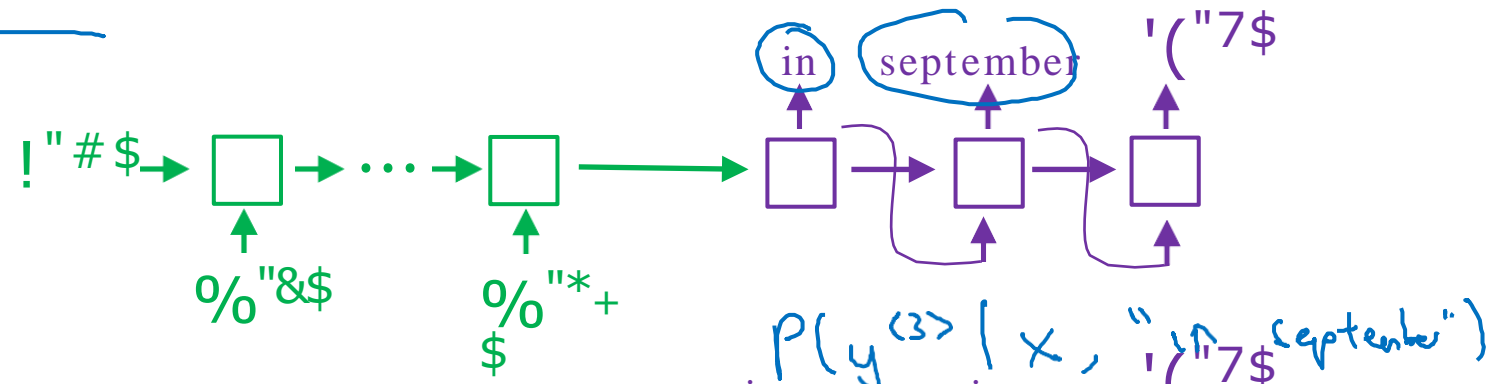 in september '("7$
!"#$ ...
%"&$ %"*+
$
P(y<3> | x, "in september")
'("7$